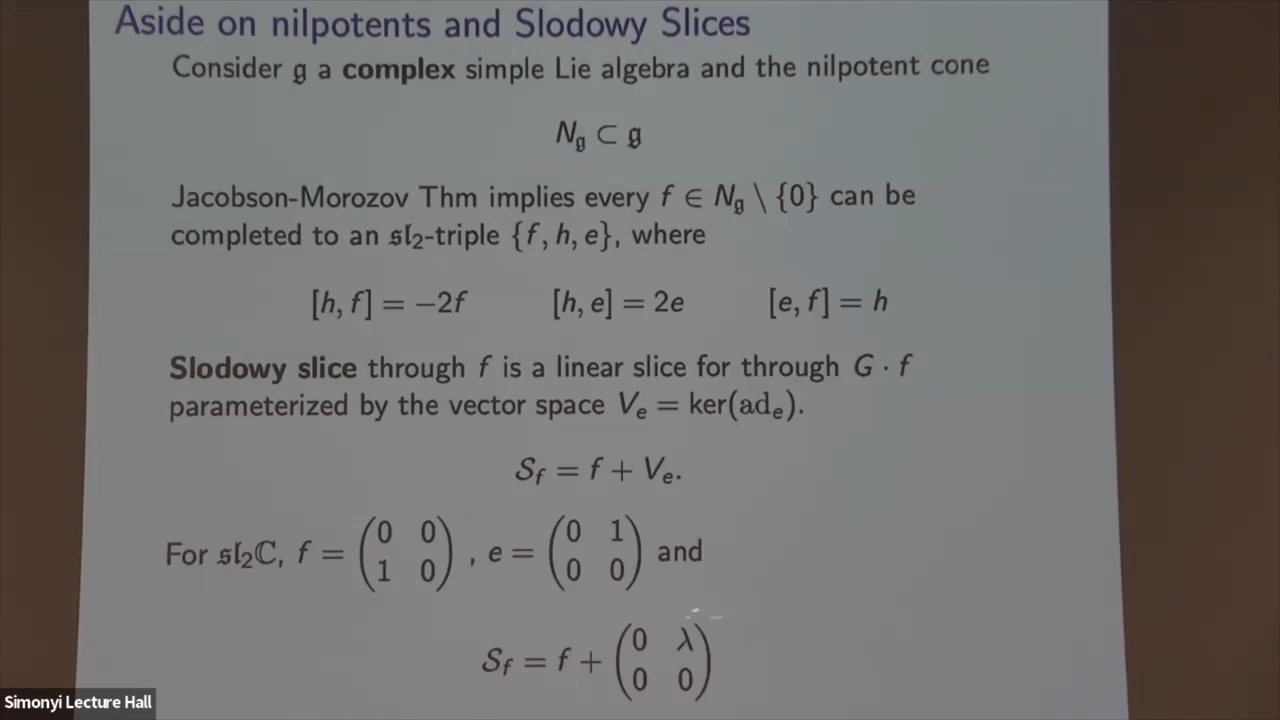 Aside on nilpotents and Slodowy Slices
Consider 𝔤 a complex simple Lie algebra and the nilpotent cone
N_𝔤 ⊂ 𝔤
Jacobson-Morozov Thm implies every f ∈ N_𝔤 \ {0} can be
completed to an 𝔰𝔩₂-triple {f, h, e}, where
[h, f] = −2f [h, e] = 2e [e, f] = h
Slodowy slice through f is a linear slice for through G · f
parameterized by the vector space V_e = ker(ad_e).
S_f = f + V_e.
For 𝔰𝔩₂ℂ, f = (0 0; 1 0), e = (0 1; 0 0) and
S_f = f + (0 λ; 0 0)
Simonyi Lecture Hall